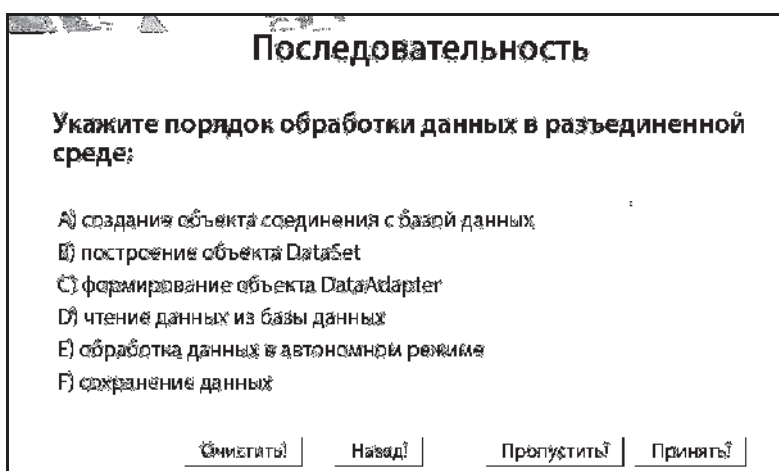 Последовательность
Укажите порядок обработки данных в разъединенной
среде:
A) создание объекта соединения с базой данных
B) построение объекта DataSet
C) формирование объекта DataAdapter
D) чтение данных из базы данных
E) обработка данных в автономном режиме
F) сохранение данных
Очистить! Назад! Пропустить! Принять!